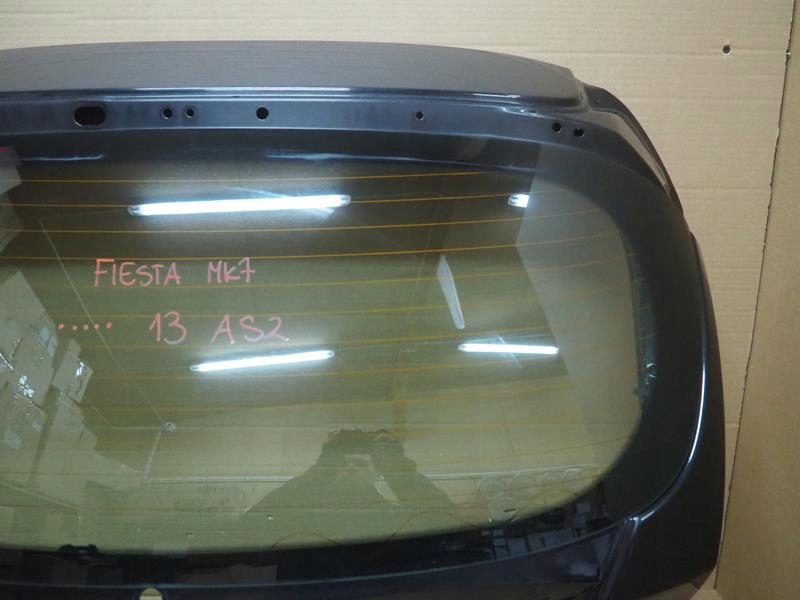 FIESTA MK7
..... 13 AS2